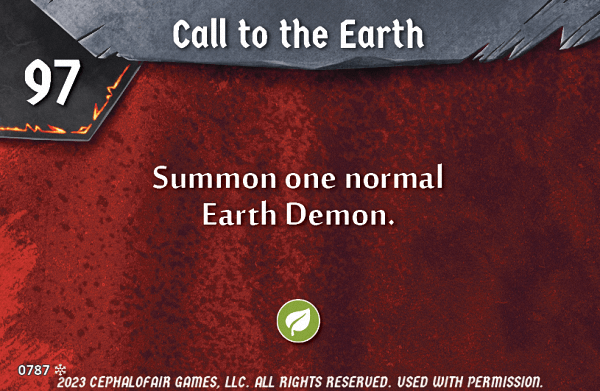 Call to the Earth
97
Summon one normal
Earth Demon.
0787
2023 CEPHALOFAIR GAMES, LLC. ALL RIGHTS RESERVED. USED WITH PERMISSION.